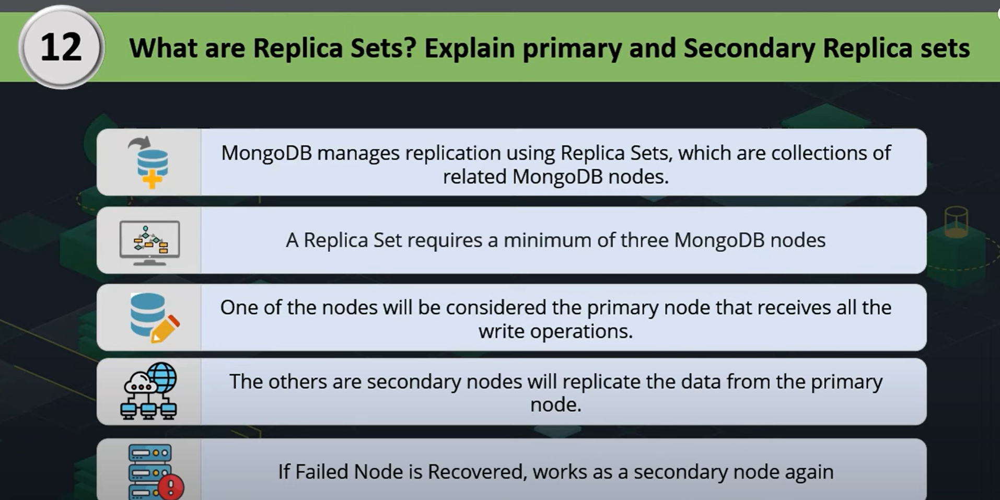 12
What are Replica Sets? Explain primary and Secondary Replica sets
MongoDB manages replication using Replica Sets, which are collections of
related MongoDB nodes.
A Replica Set requires a minimum of three MongoDB nodes
One of the nodes will be considered the primary node that receives all the
write operations.
The others are secondary nodes will replicate the data from the primary
node.
If Failed Node is Recovered, works as a secondary node again